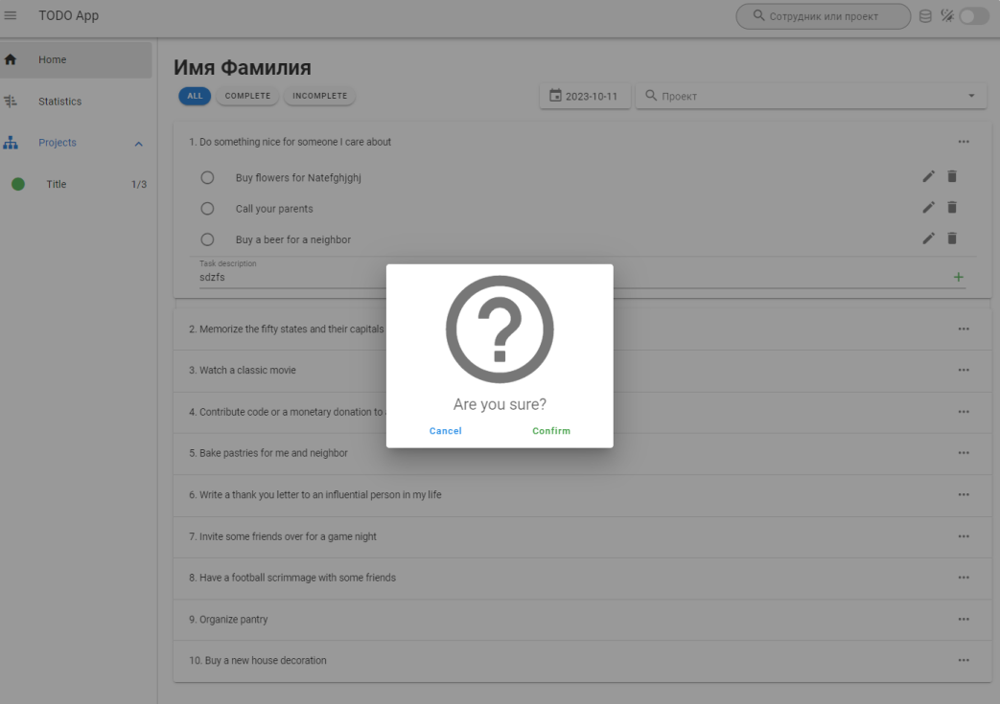 TODO App
Сотрудник или проект
Home
Statistics
Projects
Title 1/3
Имя Фамилия
ALL COMPLETE INCOMPLETE
2023-10-11 Проект
1. Do something nice for someone I care about
Buy flowers for Natefghjghj
Call your parents
Buy a beer for a neighbor
Task description
sdzfs
2. Memorize the fifty states and their capitals
3. Watch a classic movie
4. Contribute code or a monetary donation to
5. Bake pastries for me and neighbor
6. Write a thank you letter to an influential person in my life
7. Invite some friends over for a game night
8. Have a football scrimmage with some friends
9. Organize pantry
10. Buy a new house decoration
?
Are you sure?
Cancel Confirm